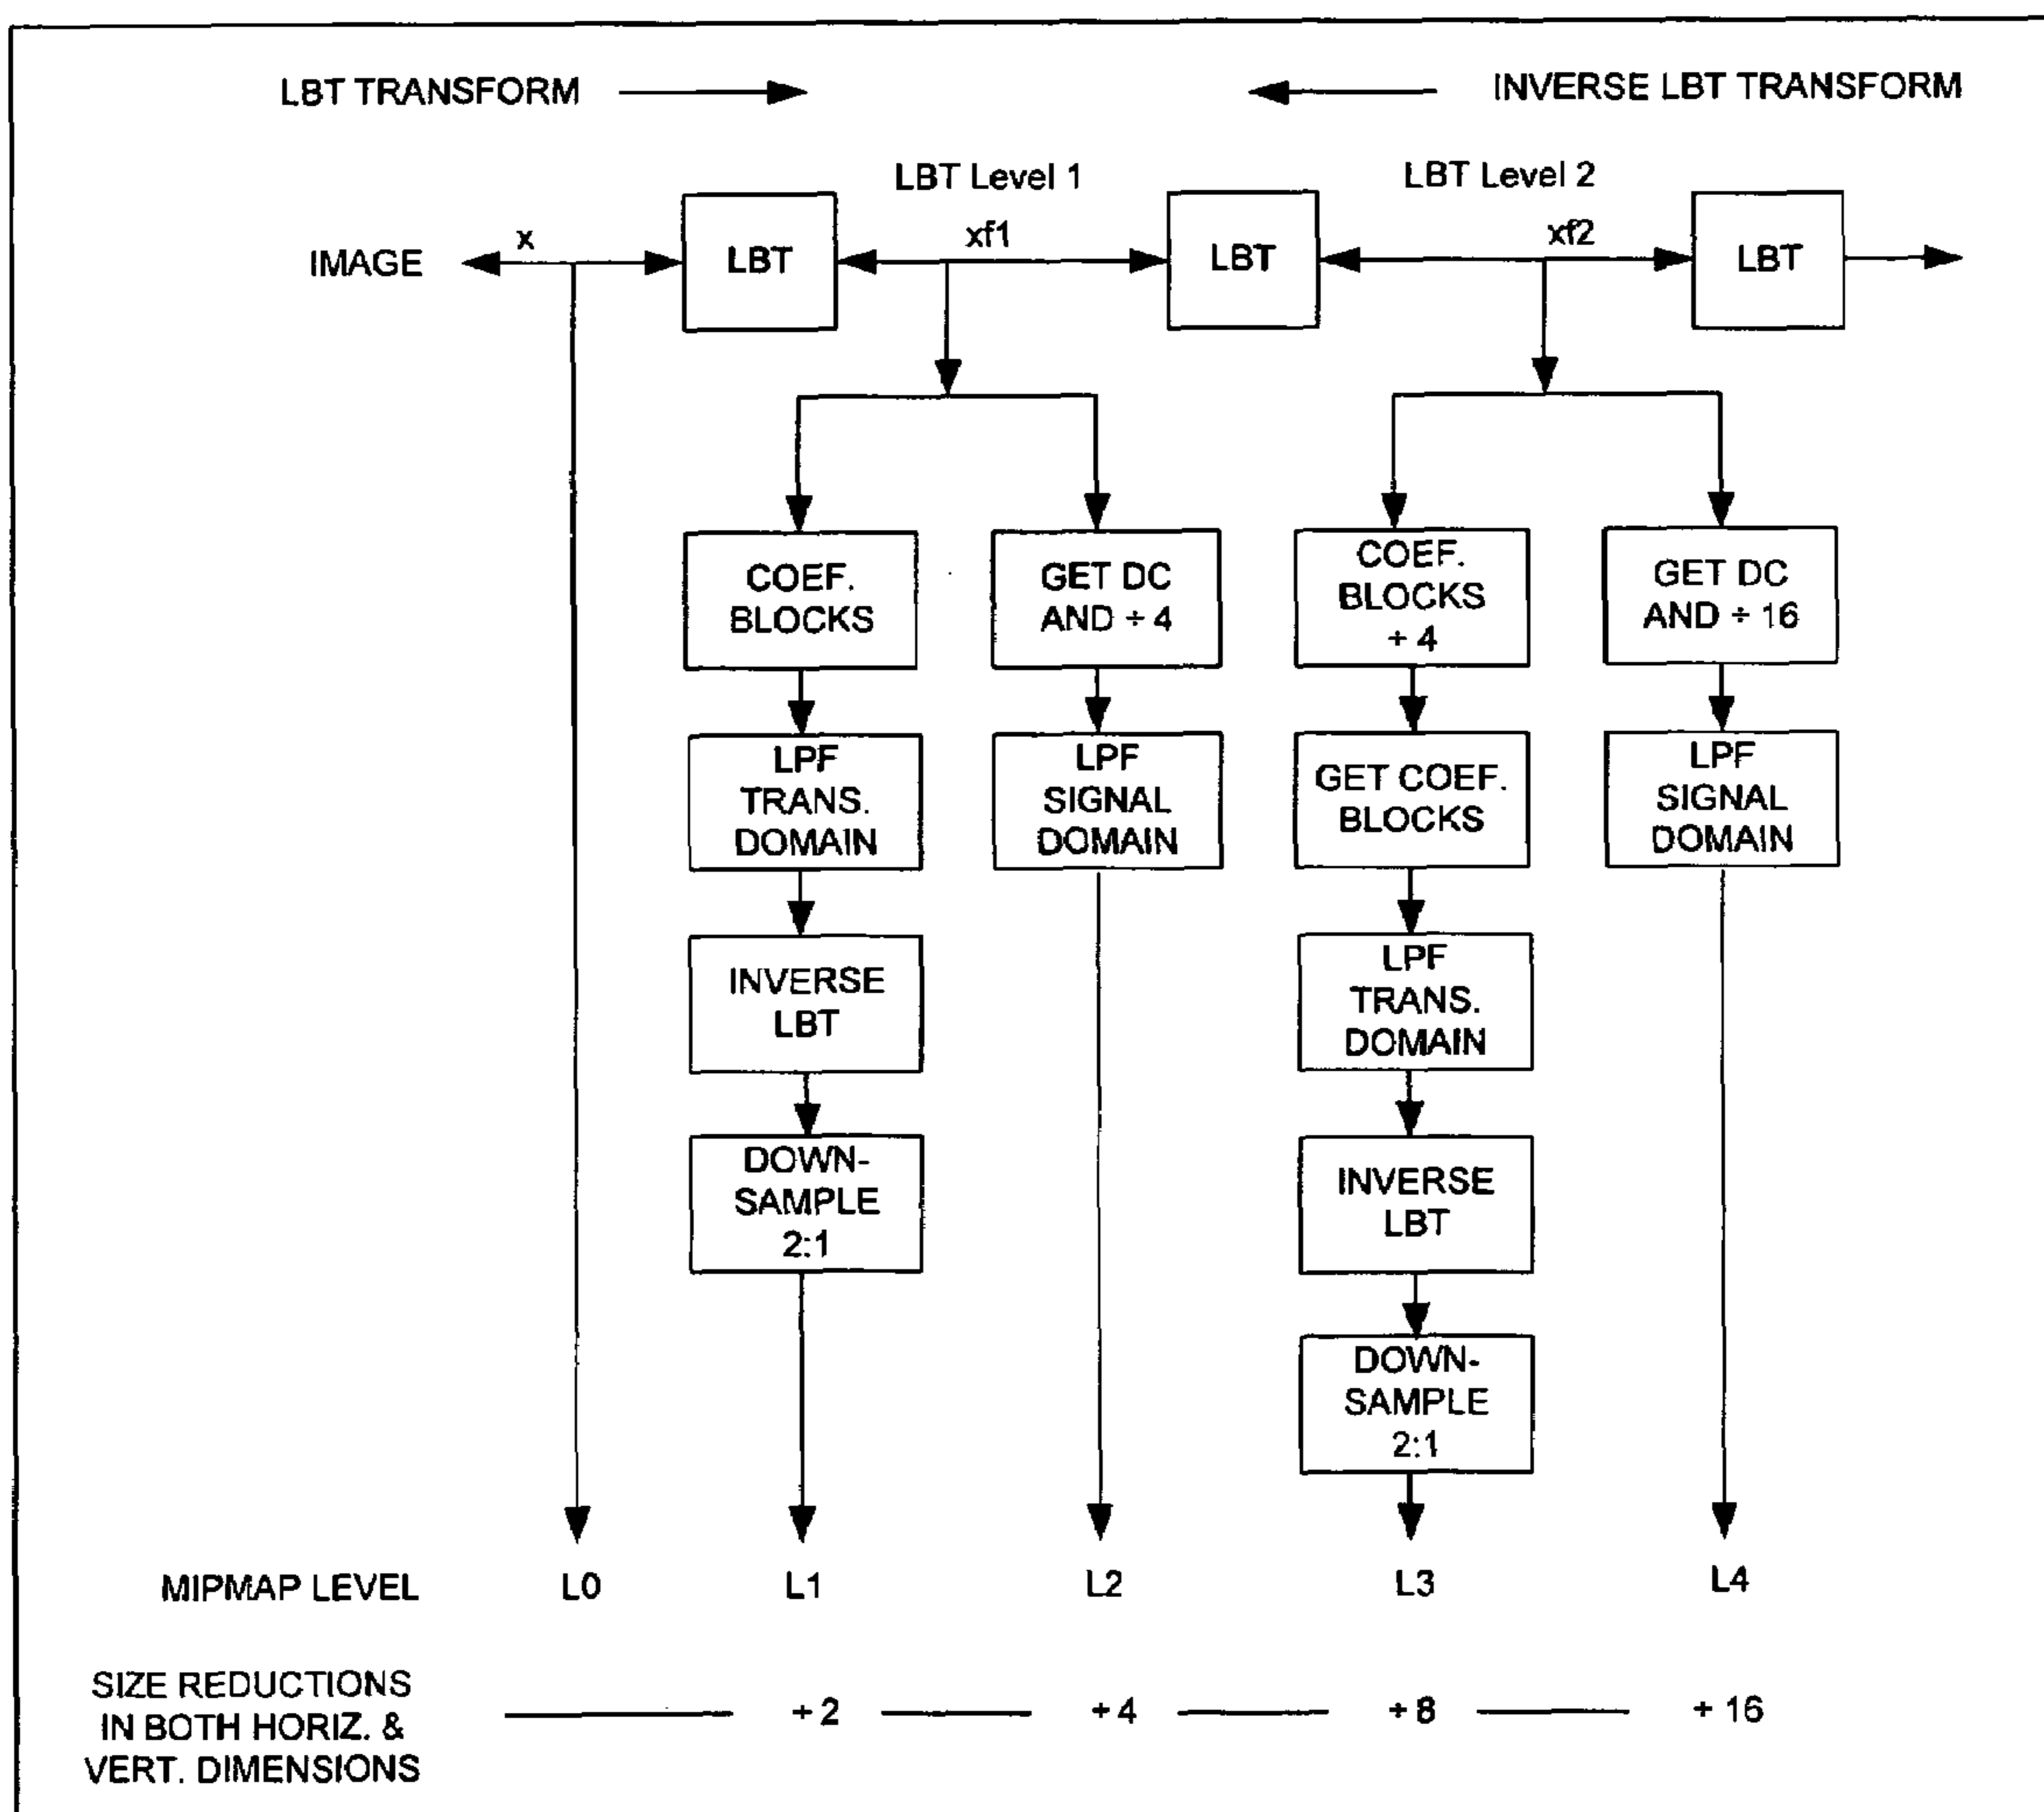 LBT TRANSFORM
INVERSE LBT TRANSFORM
LBT Level 1
LBT Level 2
IMAGE
x
LBT
xf1
LBT
xf2
LBT
COEF.
BLOCKS
GET DC
AND ÷ 4
COEF.
BLOCKS
÷ 4
GET DC
AND ÷ 16
LPF
TRANS.
DOMAIN
LPF
SIGNAL
DOMAIN
GET COEF.
BLOCKS
LPF
SIGNAL
DOMAIN
INVERSE
LBT
LPF
TRANS.
DOMAIN
DOWN-
SAMPLE
2:1
INVERSE
LBT
DOWN-
SAMPLE
2:1
MIPMAP LEVEL
L0
L1
L2
L3
L4
SIZE REDUCTIONS
IN BOTH HORIZ. &
VERT. DIMENSIONS
÷ 2
÷ 4
÷ 8
÷ 16